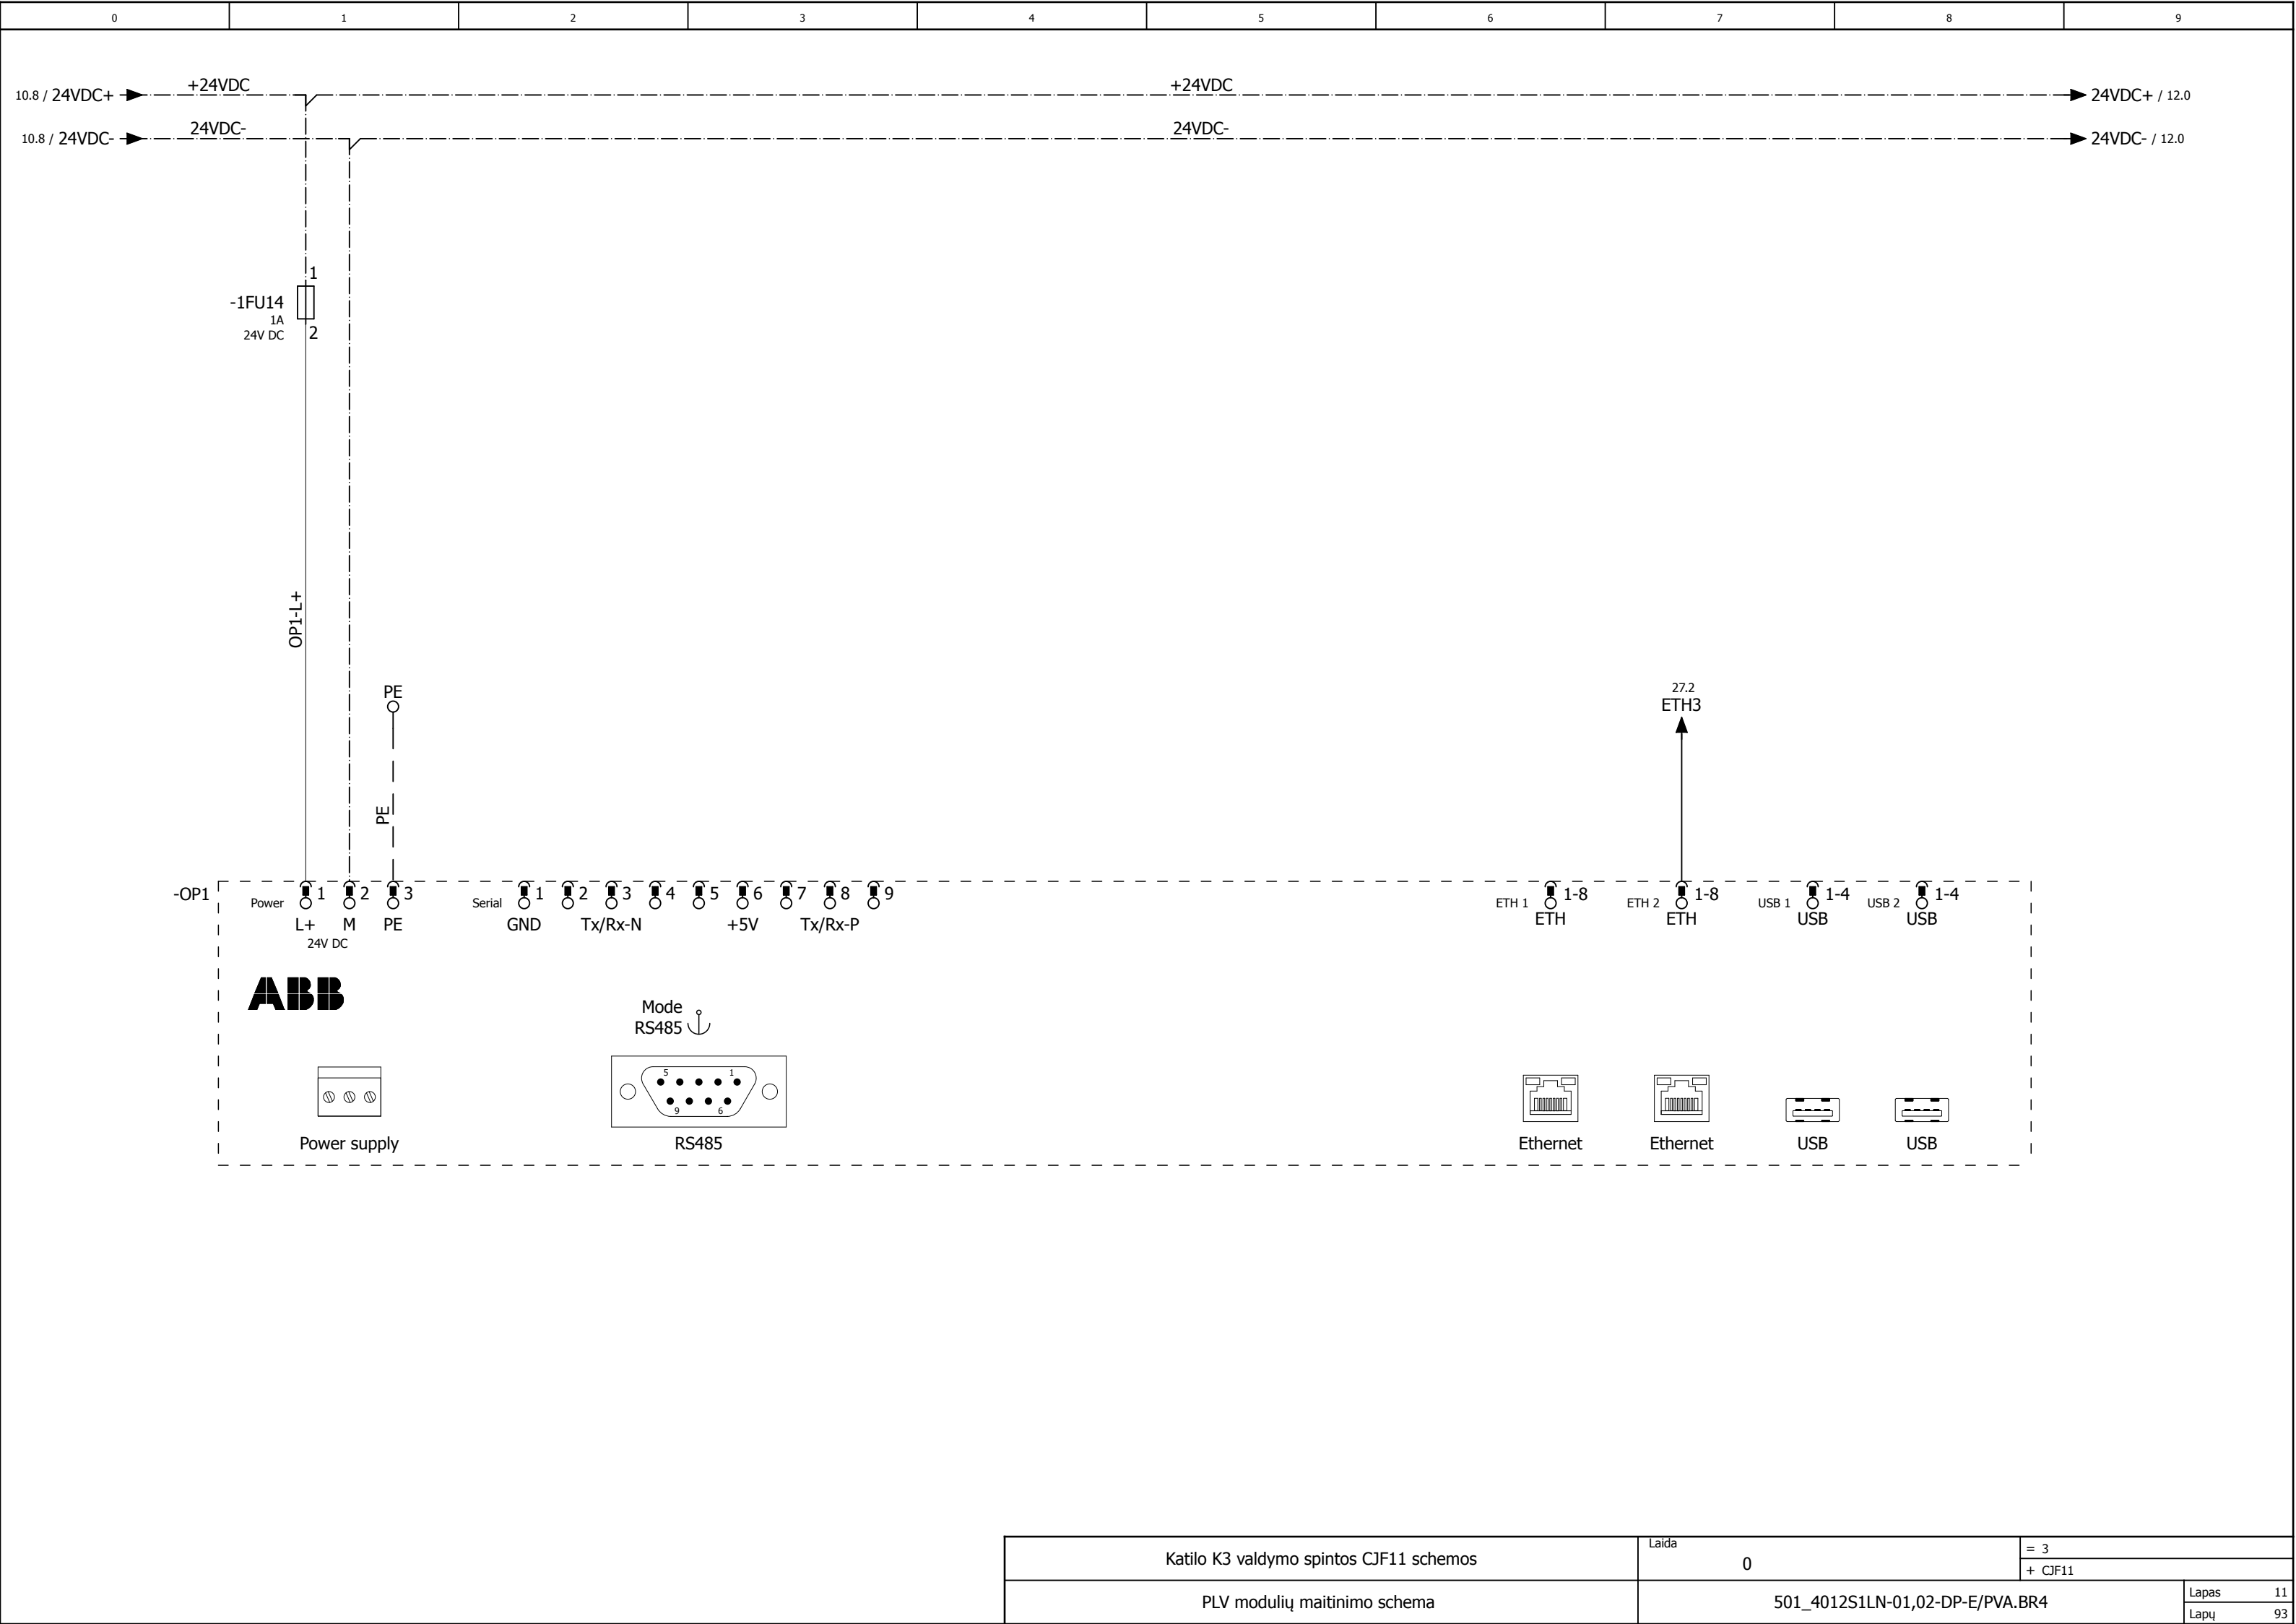 0 1 2 3 4 5 6 7 8 9
10.8 / 24VDC+ +24VDC +24VDC 24VDC+ / 12.0
10.8 / 24VDC- 24VDC- 24VDC- 24VDC- / 12.0
1
-1FU14
1A
24V DC 2
OP1-L+
PE
PE
27.2
ETH3
-OP1 Power 1 2 3 Serial 1 2 3 4 5 6 7 8 9 ETH 1 1-8 ETH 2 1-8 USB 1 1-4 USB 2 1-4
L+ M PE GND Tx/Rx-N +5V Tx/Rx-P ETH ETH USB USB
24V DC
ABB
Mode
RS485
5 1
9 6
Power supply RS485 Ethernet Ethernet USB USB
Katilo K3 valdymo spintos CJF11 schemos
Laida
0
= 3
+ CJF11
PLV modulių maitinimo schema
501_4012S1LN-01,02-DP-E/PVA.BR4
Lapas 11
Lapų 93